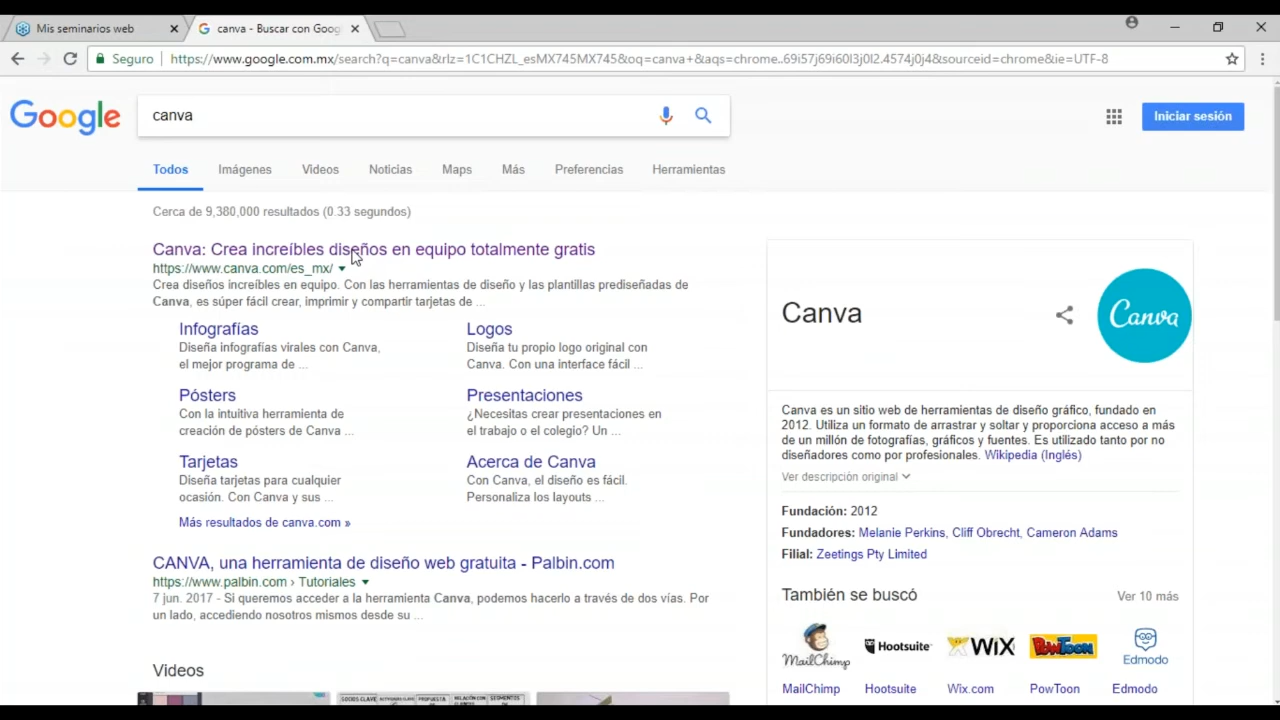 Mis seminarios web
canva - Buscar con Goog
Seguro
https://www.google.com.mx/search?q=canva&rlz=1C1CHZL_esMX745MX745&oq=canva+&aqs=chrome..69i57j69i60l3j0l2.4574j0j4&sourceid=chrome&ie=UTF-8
Google
canva
Iniciar sesión
Todos Imágenes Videos Noticias Maps Más Preferencias Herramientas
Cerca de 9,380,000 resultados (0.33 segundos)
Canva: Crea increíbles diseños en equipo totalmente gratis
https://www.canva.com/es_mx/
Crea diseños increíbles en equipo. Con las herramientas de diseño y las plantillas prediseñadas de
Canva, es súper fácil crear, imprimir y compartir tarjetas de ...
Infografías
Diseña infografías virales con Canva,
el mejor programa de ...
Logos
Diseña tu propio logo original con
Canva. Con una interface fácil ...
Pósters
Con la intuitiva herramienta de
creación de pósters de Canva ...
Presentaciones
¿Necesitas crear presentaciones en
el trabajo o el colegio? Un ...
Tarjetas
Diseña tarjetas para cualquier
ocasión. Con Canva y sus ...
Acerca de Canva
Con Canva, el diseño es fácil.
Personaliza los layouts ...
Más resultados de canva.com »
CANVA, una herramienta de diseño web gratuita - Palbin.com
https://www.palbin.com › Tutoriales
7 jun. 2017 - Si queremos acceder a la herramienta Canva, podemos hacerlo a través de dos vías. Por
un lado, accediendo nosotros mismos desde su ...
Videos
SOCIOS CLAVE
Canva
Canva
Canva es un sitio web de herramientas de diseño gráfico, fundado en
2012. Utiliza un formato de arrastrar y soltar y proporciona acceso a más
de un millón de fotografías, gráficos y fuentes. Es utilizado tanto por no
diseñadores como por profesionales. Wikipedia (Inglés)
Ver descripción original
Fundación: 2012
Fundadores: Melanie Perkins, Cliff Obrecht, Cameron Adams
Filial: Zeetings Pty Limited
También se buscó
Ver 10 más
MailChimp Hootsuite WiX PowToon Edmodo
MailChimp Hootsuite Wix.com PowToon Edmodo